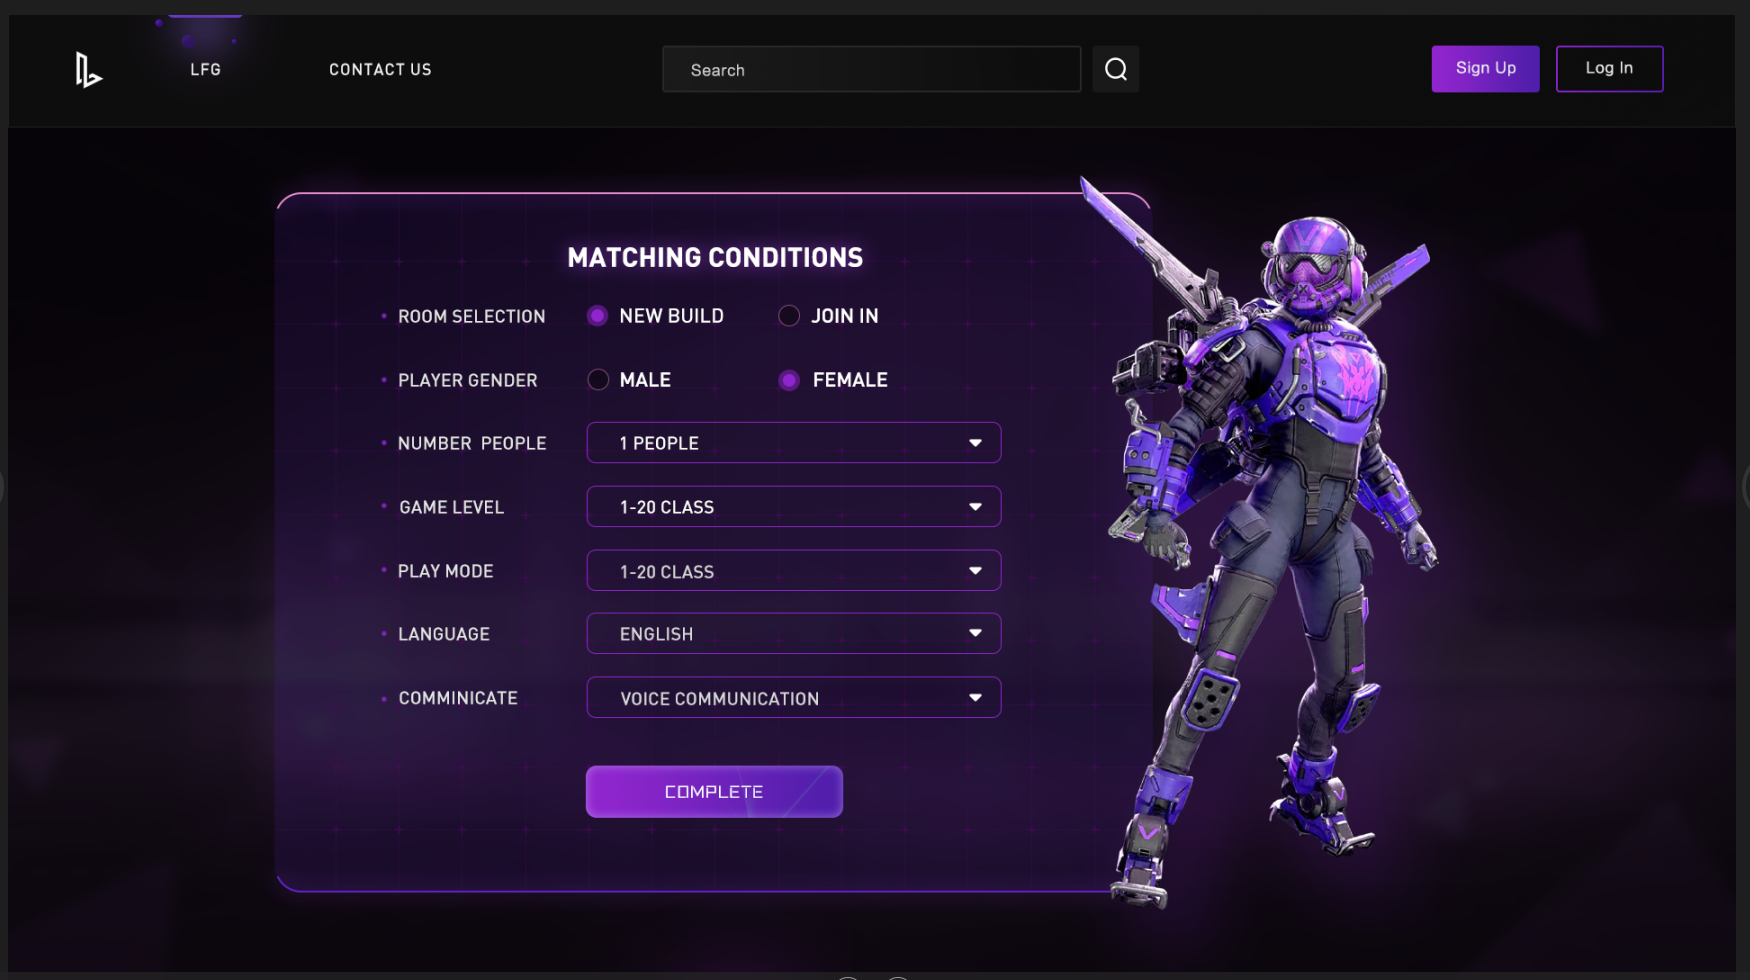 LFG
CONTACT US
Search
Sign Up
Log In
MATCHING CONDITIONS
ROOM SELECTION NEW BUILD JOIN IN
PLAYER GENDER MALE FEMALE
NUMBER PEOPLE 1 PEOPLE
GAME LEVEL 1-20 CLASS
PLAY MODE 1-20 CLASS
LANGUAGE ENGLISH
COMMINICATE VOICE COMMUNICATION
COMPLETE